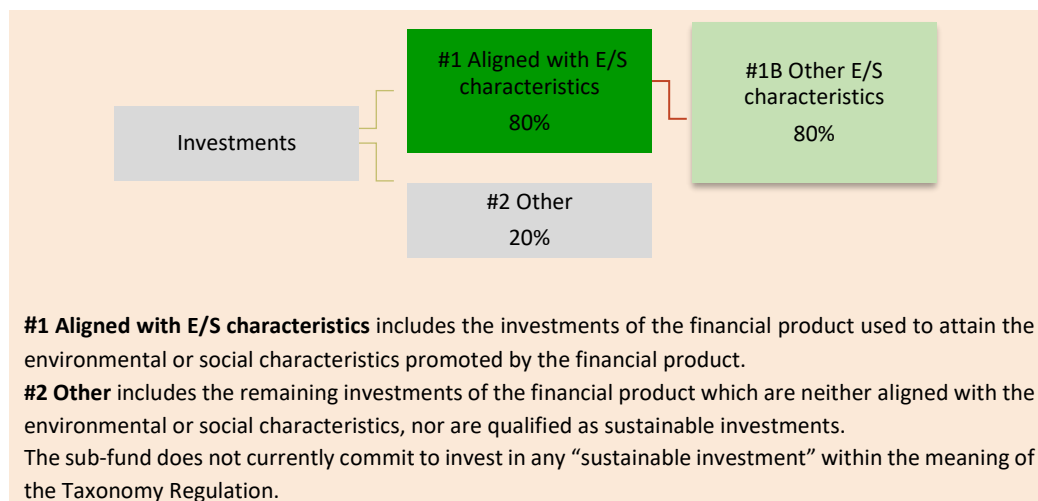 #1 Aligned with E/S
characteristics
80%
#1B Other E/S
characteristics
80%
Investments
#2 Other
20%
#1 Aligned with E/S characteristics includes the investments of the financial product used to attain the
environmental or social characteristics promoted by the financial product.
#2 Other includes the remaining investments of the financial product which are neither aligned with the
environmental or social characteristics, nor are qualified as sustainable investments.
The sub-fund does not currently commit to invest in any “sustainable investment” within the meaning of
the Taxonomy Regulation.